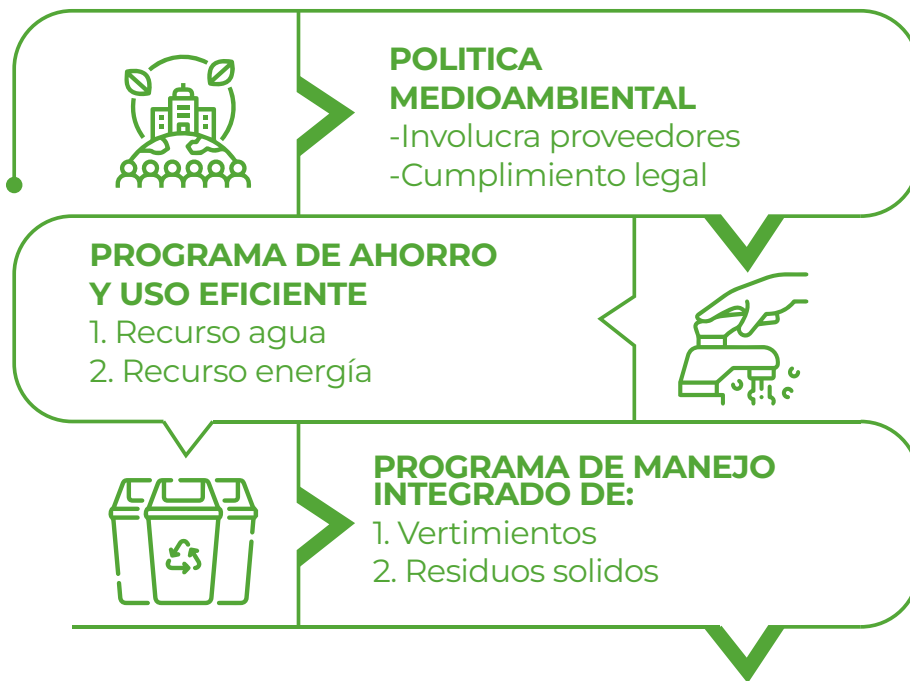 POLITICA
MEDIOAMBIENTAL
-Involucra proveedores
-Cumplimiento legal
PROGRAMA DE AHORRO
Y USO EFICIENTE
1. Recurso agua
2. Recurso energía
PROGRAMA DE MANEJO
INTEGRADO DE:
1. Vertimientos
2. Residuos solidos